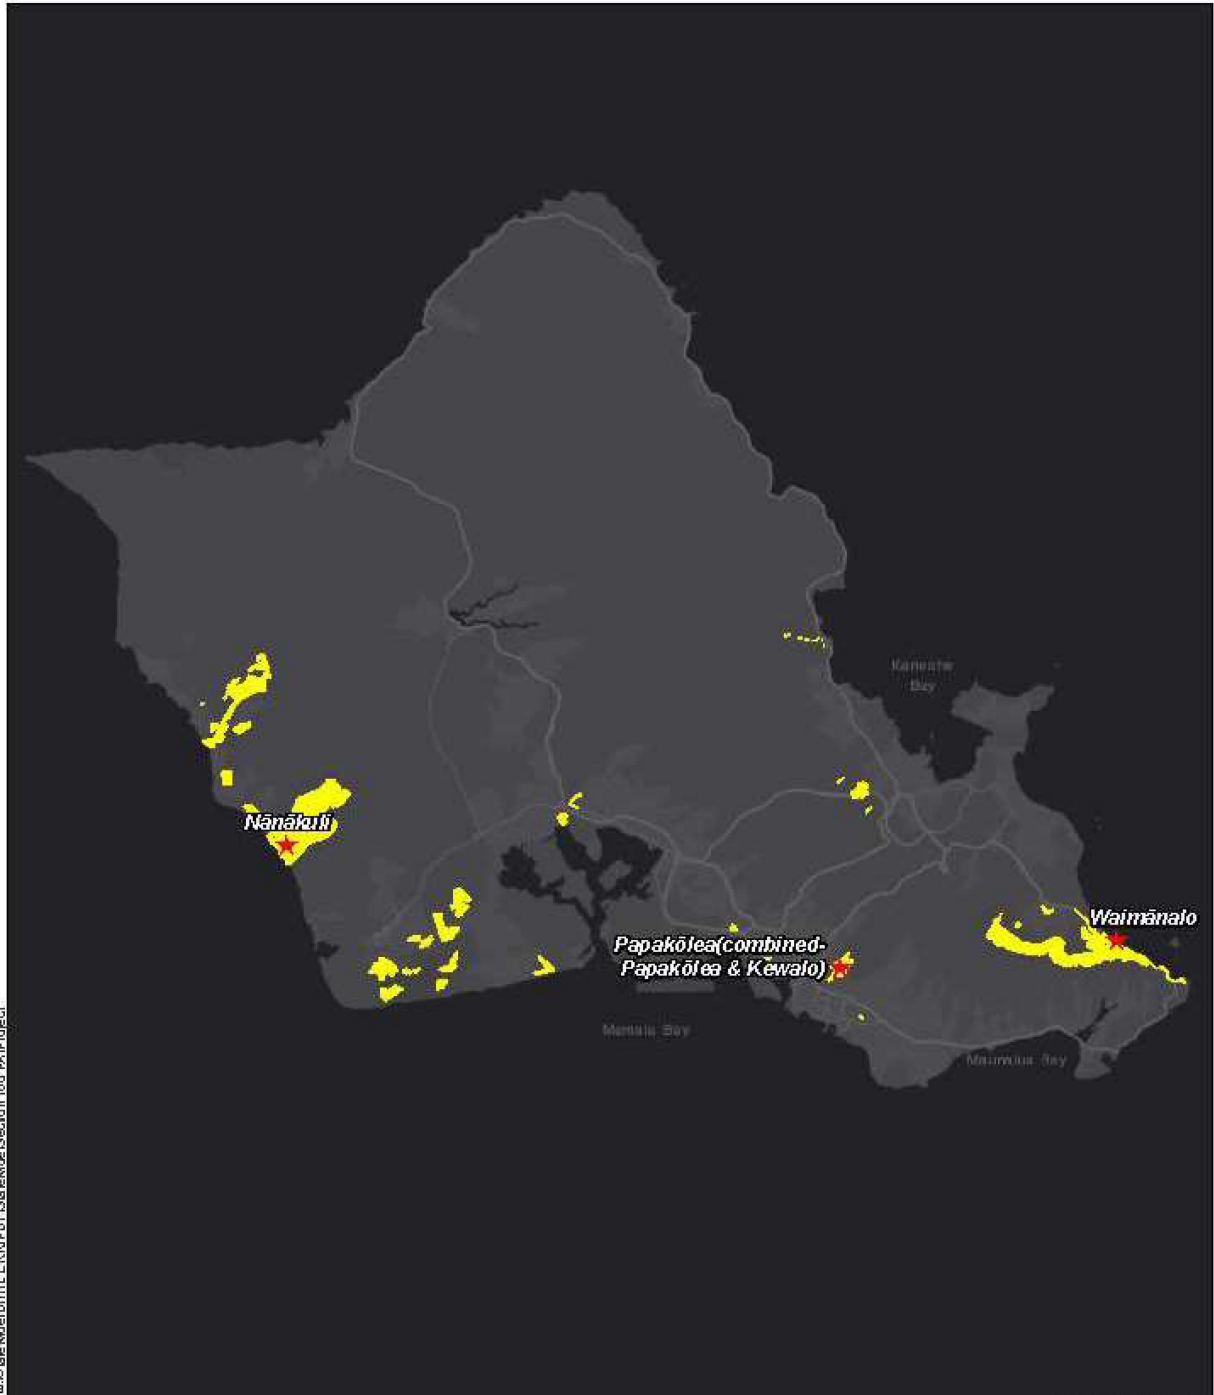 Kaneohe
Bay
Nānākuli
Waimānalo
Papakōlea(combined-
Papakōlea & Kewalo)
Mamala Bay
Maunalua Bay